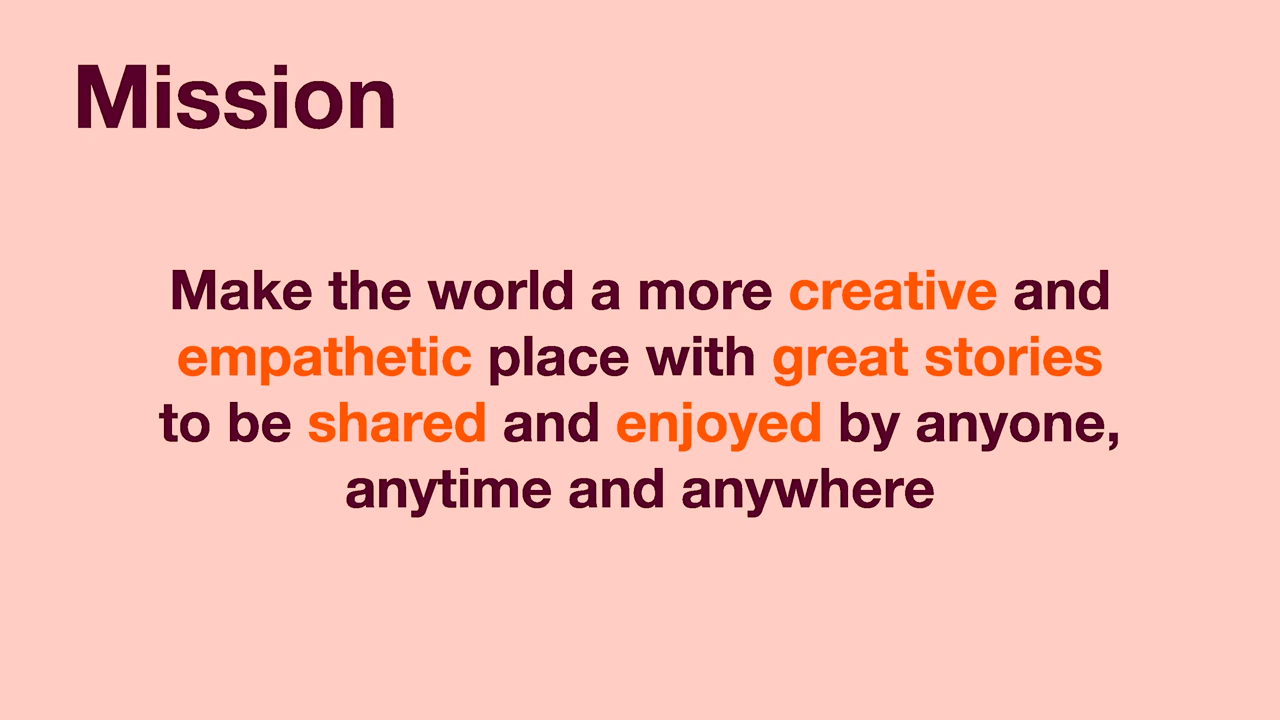 Mission
Make the world a more creative and
empathetic place with great stories
to be shared and enjoyed by anyone,
anytime and anywhere